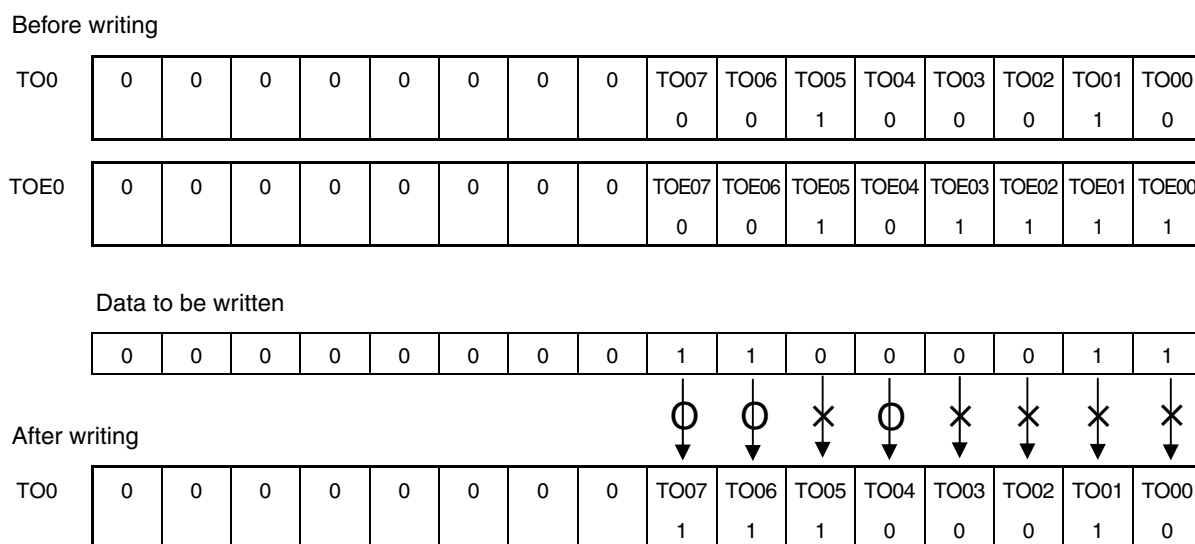 Before writing
TO0 0 0 0 0 0 0 0 0 TO07 TO06 TO05 TO04 TO03 TO02 TO01 TO00
0 0 1 0 0 0 1 0
TOE0 0 0 0 0 0 0 0 0 TOE07 TOE06 TOE05 TOE04 TOE03 TOE02 TOE01 TOE00
0 0 1 0 1 1 1 1
Data to be written
0 0 0 0 0 0 0 0 1 1 0 0 0 0 1 1
O O × O × × × ×
After writing
TO0 0 0 0 0 0 0 0 0 TO07 TO06 TO05 TO04 TO03 TO02 TO01 TO00
1 1 1 0 0 0 1 0